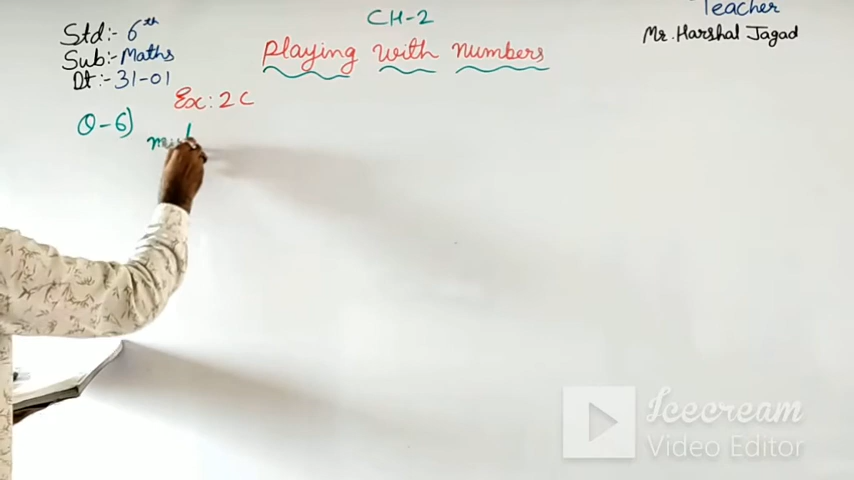 CH-2
Teacher
Std:- 6th
Mr. Harshal Jagad
Sub:- Maths
Playing with numbers
Dt:- 31-01
Ex: 2C
Q-6)
Icecream
Video Editor